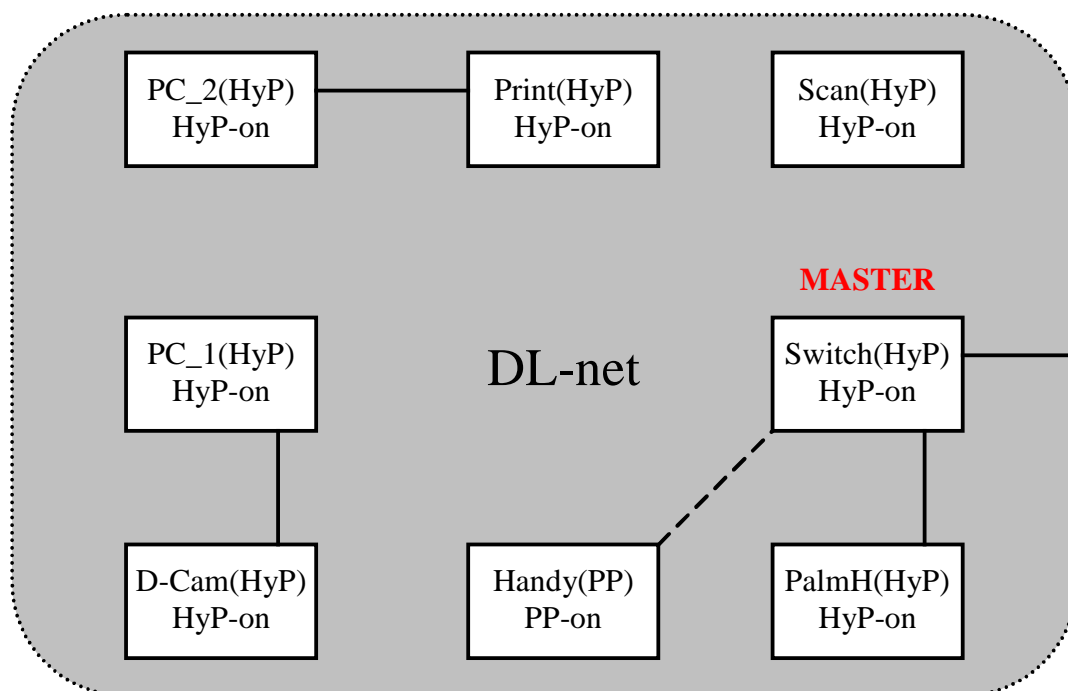 PC_2(HyP)
HyP-on
Print(HyP)
HyP-on
Scan(HyP)
HyP-on
MASTER
PC_1(HyP)
HyP-on
DL-net
Switch(HyP)
HyP-on
D-Cam(HyP)
HyP-on
Handy(PP)
PP-on
PalmH(HyP)
HyP-on